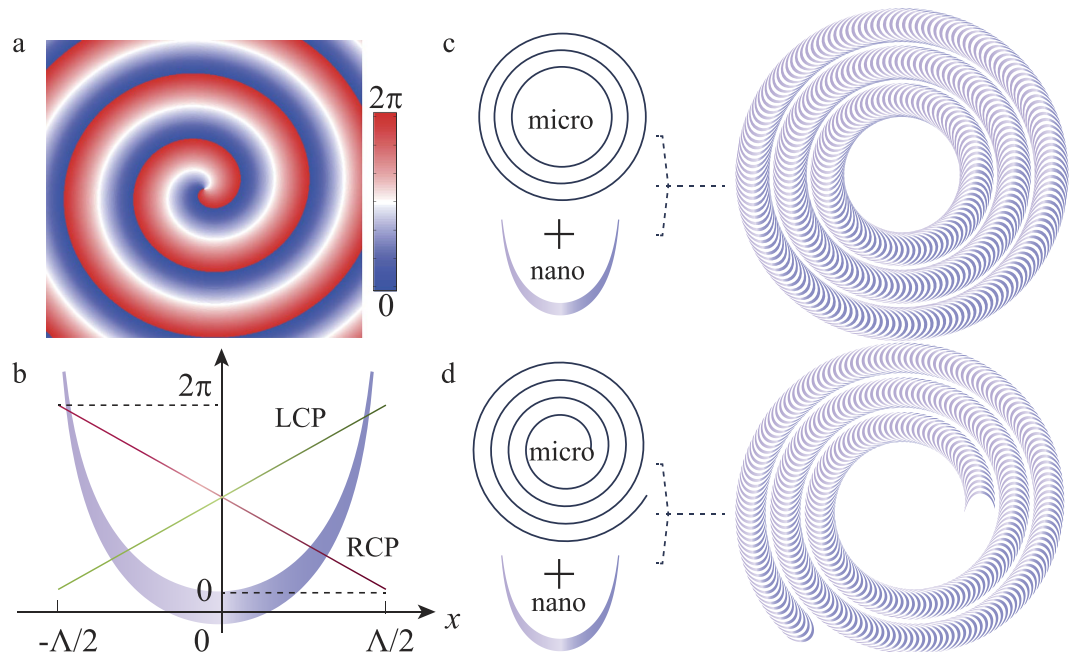 a
2π
0
b
2π
LCP
RCP
0
-Λ/2
0
Λ/2
x
c
micro
+
nano
d
micro
+
nano